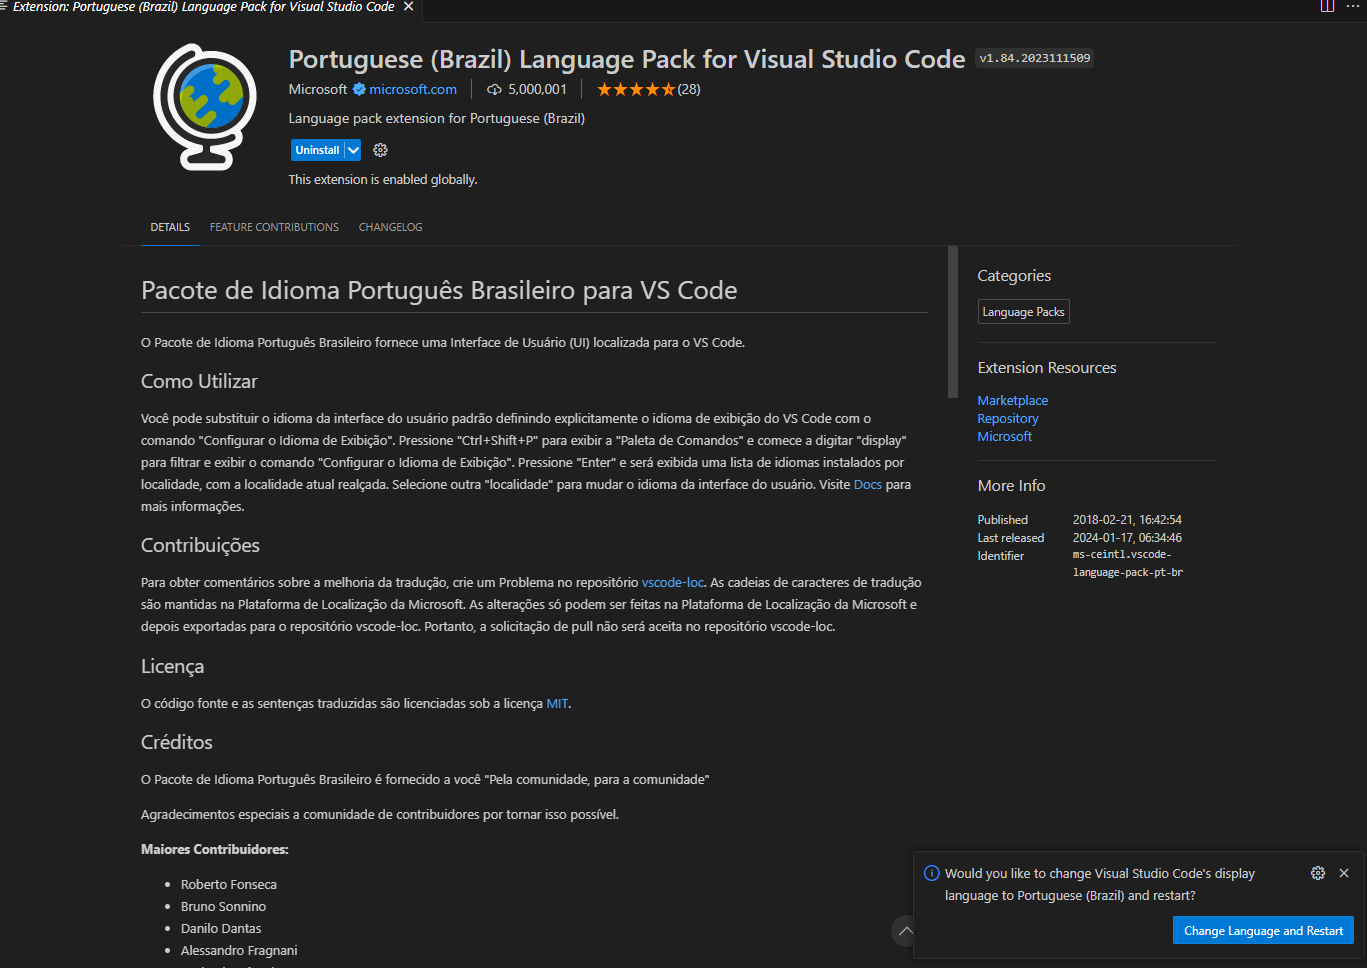 Extension: Portuguese (Brazil) Language Pack for Visual Studio Code
Portuguese (Brazil) Language Pack for Visual Studio Code v1.84.2023111509
Microsoft microsoft.com 5,000,001 (28)
Language pack extension for Portuguese (Brazil)
Uninstall
This extension is enabled globally.
DETAILS FEATURE CONTRIBUTIONS CHANGELOG
Pacote de Idioma Português Brasileiro para VS Code
O Pacote de Idioma Português Brasileiro fornece uma Interface de Usuário (UI) localizada para o VS Code.
Como Utilizar
Você pode substituir o idioma da interface do usuário padrão definindo explicitamente o idioma de exibição do VS Code com o
comando "Configurar o Idioma de Exibição". Pressione "Ctrl+Shift+P" para exibir a "Paleta de Comandos" e comece a digitar "display"
para filtrar e exibir o comando "Configurar o Idioma de Exibição". Pressione "Enter" e será exibida uma lista de idiomas instalados por
localidade, com a localidade atual realçada. Selecione outra "localidade" para mudar o idioma da interface do usuário. Visite Docs para
mais informações.
Contribuições
Para obter comentários sobre a melhoria da tradução, crie um Problema no repositório vscode-loc. As cadeias de caracteres de tradução
são mantidas na Plataforma de Localização da Microsoft. As alterações só podem ser feitas na Plataforma de Localização da Microsoft e
depois exportadas para o repositório vscode-loc. Portanto, a solicitação de pull não será aceita no repositório vscode-loc.
Licença
O código fonte e as sentenças traduzidas são licenciadas sob a licença MIT.
Créditos
O Pacote de Idioma Português Brasileiro é fornecido a você "Pela comunidade, para a comunidade"
Agradecimentos especiais a comunidade de contribuidores por tornar isso possível.
Maiores Contribuidores:
Roberto Fonseca
Bruno Sonnino
Danilo Dantas
Alessandro Fragnani
Categories
Language Packs
Extension Resources
Marketplace
Repository
Microsoft
More Info
Published 2018-02-21, 16:42:54
Last released 2024-01-17, 06:34:46
Identifier ms-ceintl.vscode-
language-pack-pt-br
Would you like to change Visual Studio Code's display
language to Portuguese (Brazil) and restart?
Change Language and Restart